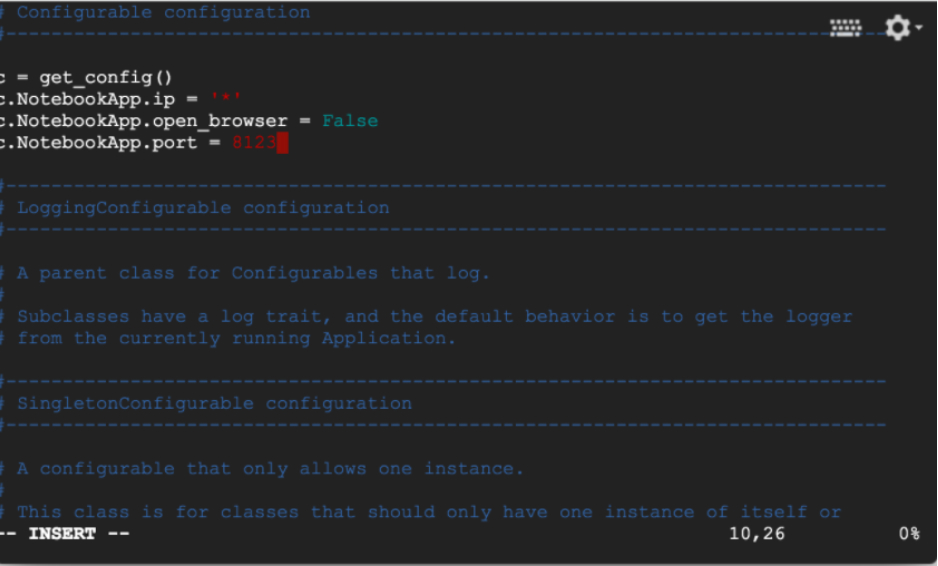 # Configurable configuration
#------------------------------------------------------------------------------
c = get_config()
c.NotebookApp.ip = '*'
c.NotebookApp.open_browser = False
c.NotebookApp.port = 8123
#------------------------------------------------------------------------------
# LoggingConfigurable configuration
#------------------------------------------------------------------------------
# A parent class for Configurables that log.
#
# Subclasses have a log trait, and the default behavior is to get the logger
# from the currently running Application.
#------------------------------------------------------------------------------
# SingletonConfigurable configuration
#------------------------------------------------------------------------------
# A configurable that only allows one instance.
#
# This class is for classes that should only have one instance of itself or
-- INSERT -- 10,26 0%